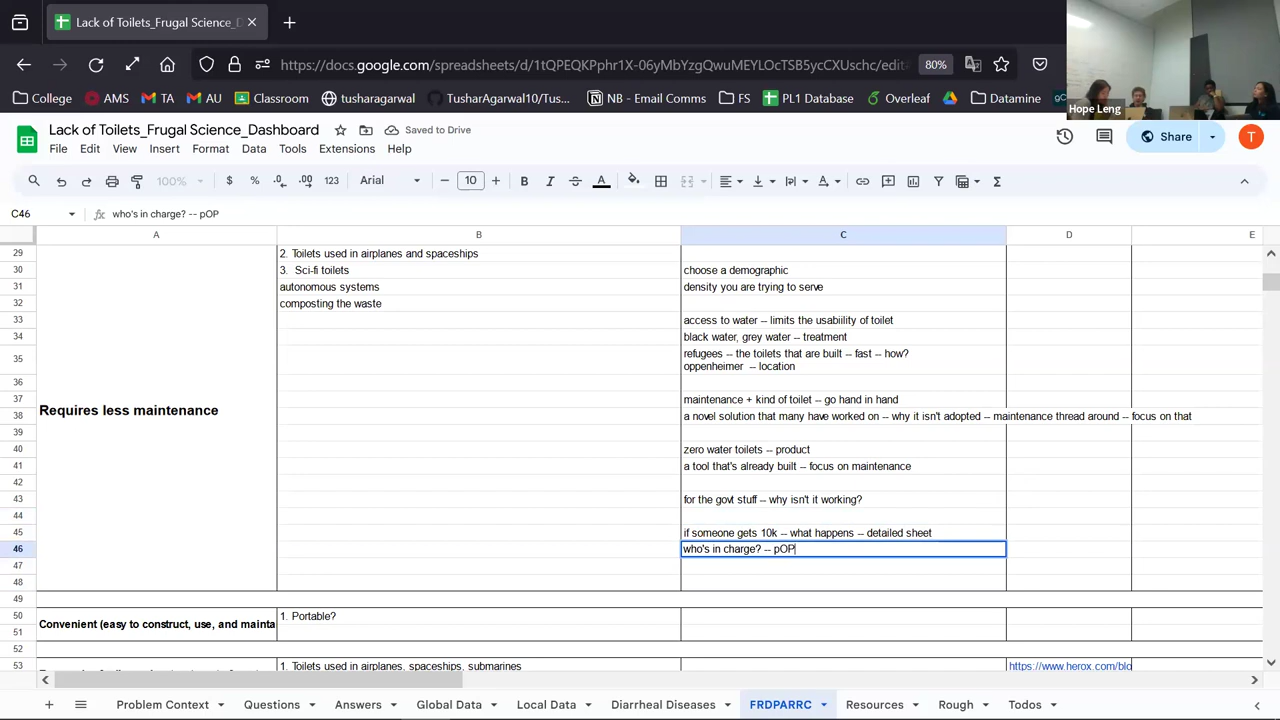 Lack of Toilets_Frugal Science_D
https://docs.google.com/spreadsheets/d/1tQPEQKPphr1X-06yMbYzgQwuMEYLOcTSB5ycCXUschc/edit
80%
College
AMS
TA
AU
Classroom
tusharagarwal
TusharAgarwal10/Tus...
NB - Email Comms
FS
PL1 Database
Overleaf
Datamine
Hope Leng
Lack of Toilets_Frugal Science_Dashboard
Saved to Drive
File Edit View Insert Format Data Tools Extensions Help
Share
T
100% $ % .0 .00 123 Arial 10 B I A
C46 fx who's in charge? -- pOP
A B C D E
29 2. Toilets used in airplanes and spaceships
30 3. Sci-fi toilets choose a demographic
31 autonomous systems density you are trying to serve
32 composting the waste
33 access to water -- limits the usabiility of toilet
34 black water, grey water -- treatment
35 refugees -- the toilets that are built -- fast -- how?
oppenheimer -- location
36
37 maintenance + kind of toilet -- go hand in hand
Requires less maintenance
38 a novel solution that many have worked on -- why it isn't adopted -- maintenance thread around -- focus on that
39
40 zero water toilets -- product
41 a tool that's already built -- focus on maintenance
42
43 for the govt stuff -- why isn't it working?
44
45 if someone gets 10k -- what happens -- detailed sheet
46 who's in charge? -- pOP
47
48
49
50 1. Portable?
Convenient (easy to construct, use, and mainta
51
52
53 1. Toilets used in airplanes, spaceships, submarines https://www.herox.com/blo
Problem Context Questions Answers Global Data Local Data Diarrheal Diseases FRDPARRC Resources Rough Todos